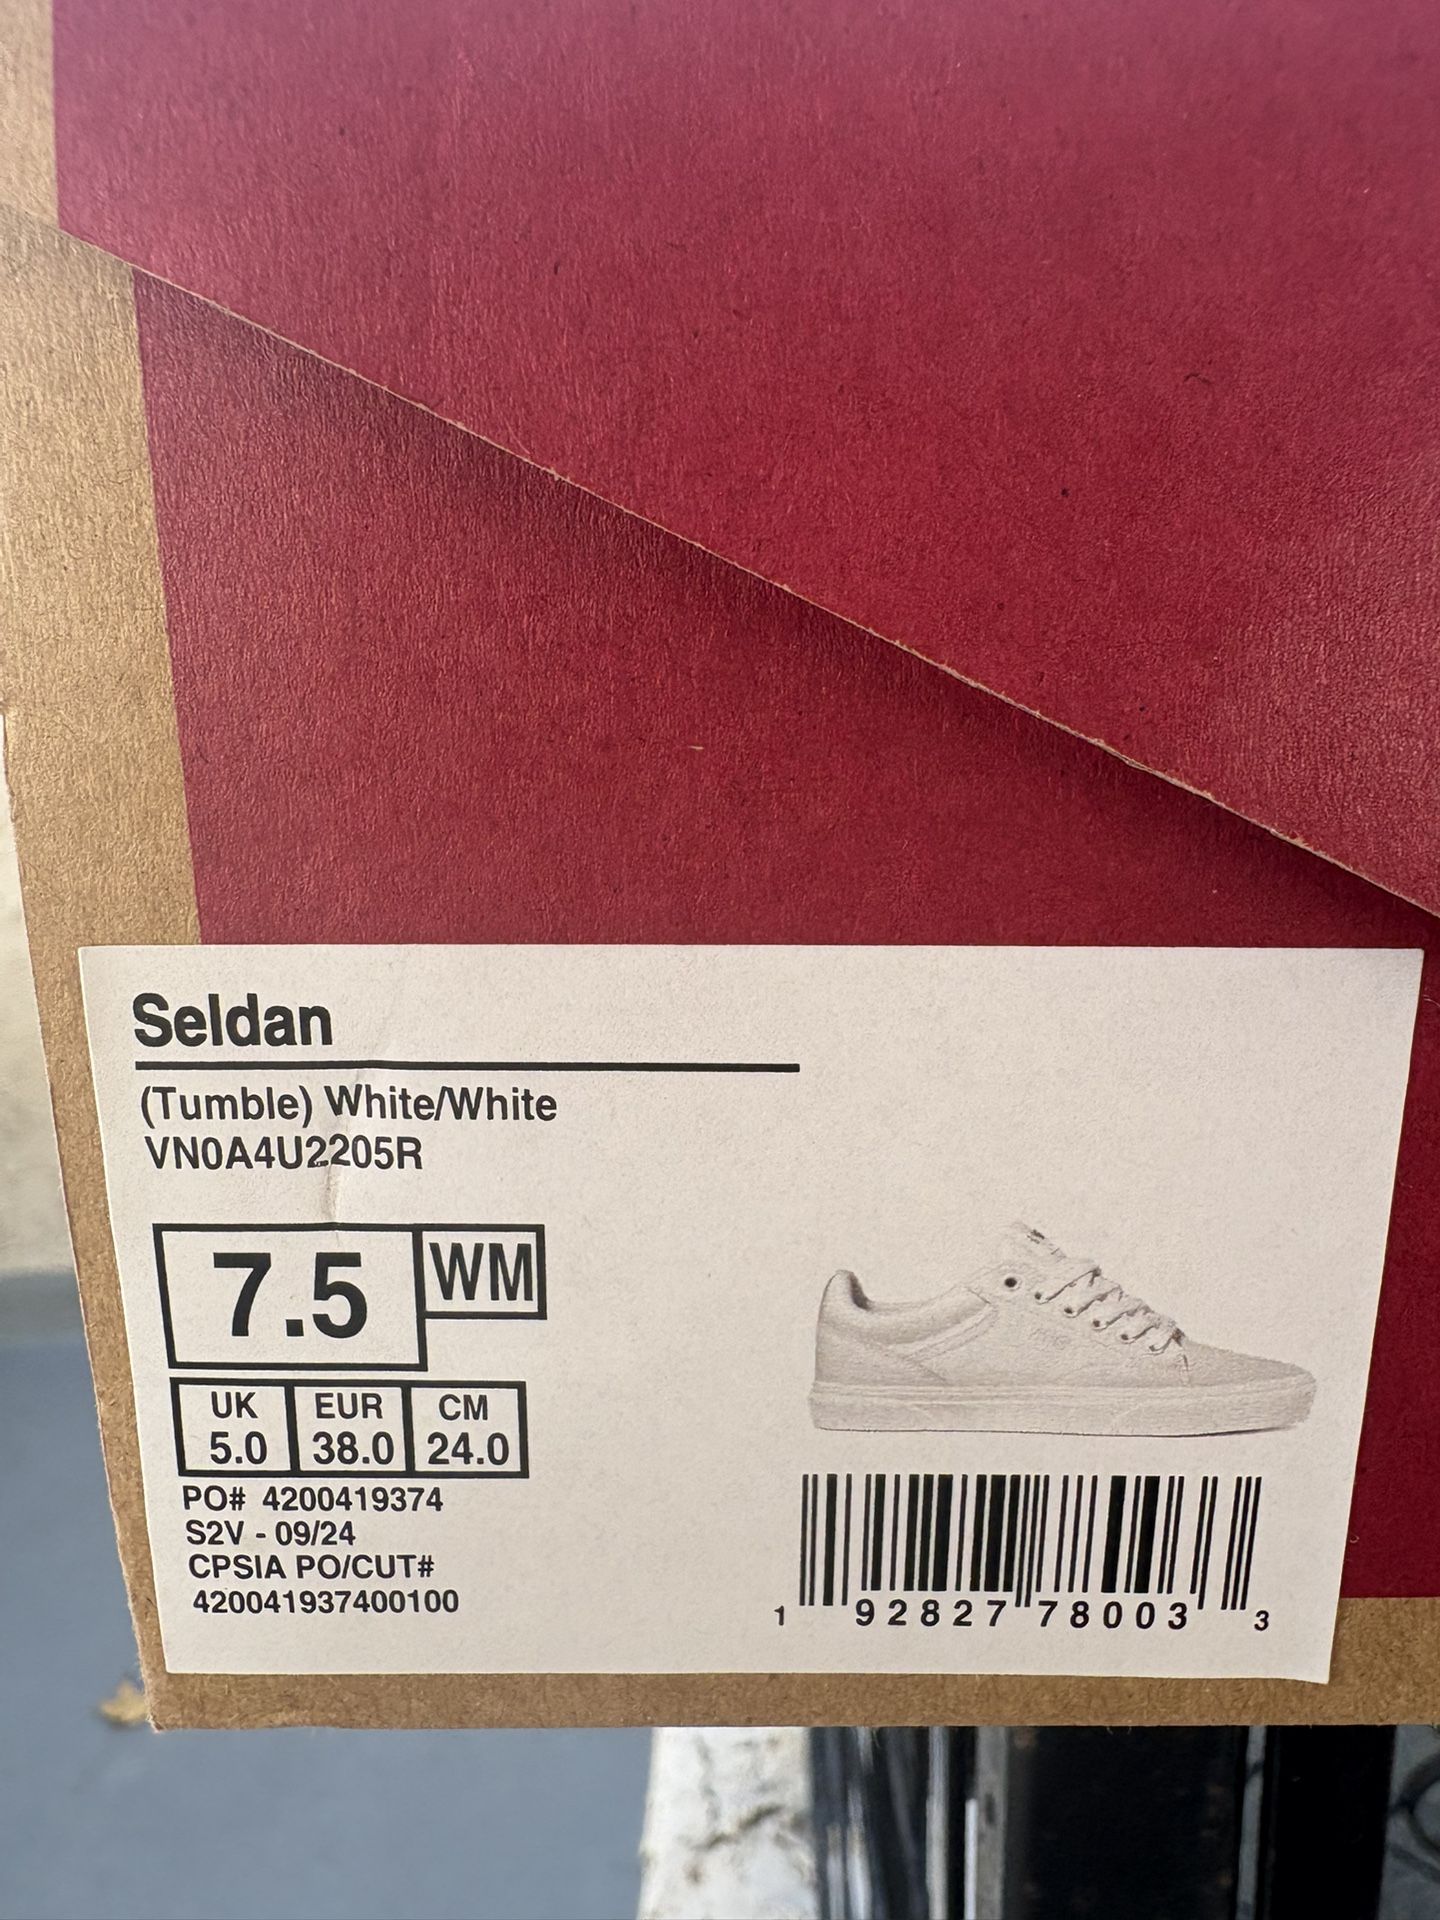 Seldan
(Tumble) White/White
VN0A4U2205R
7.5 WM
UK EUR CM
5.0 38.0 24.0
PO# 4200419374
S2V - 09/24
CPSIA PO/CUT#
420041937400100
1 92827 78003 3